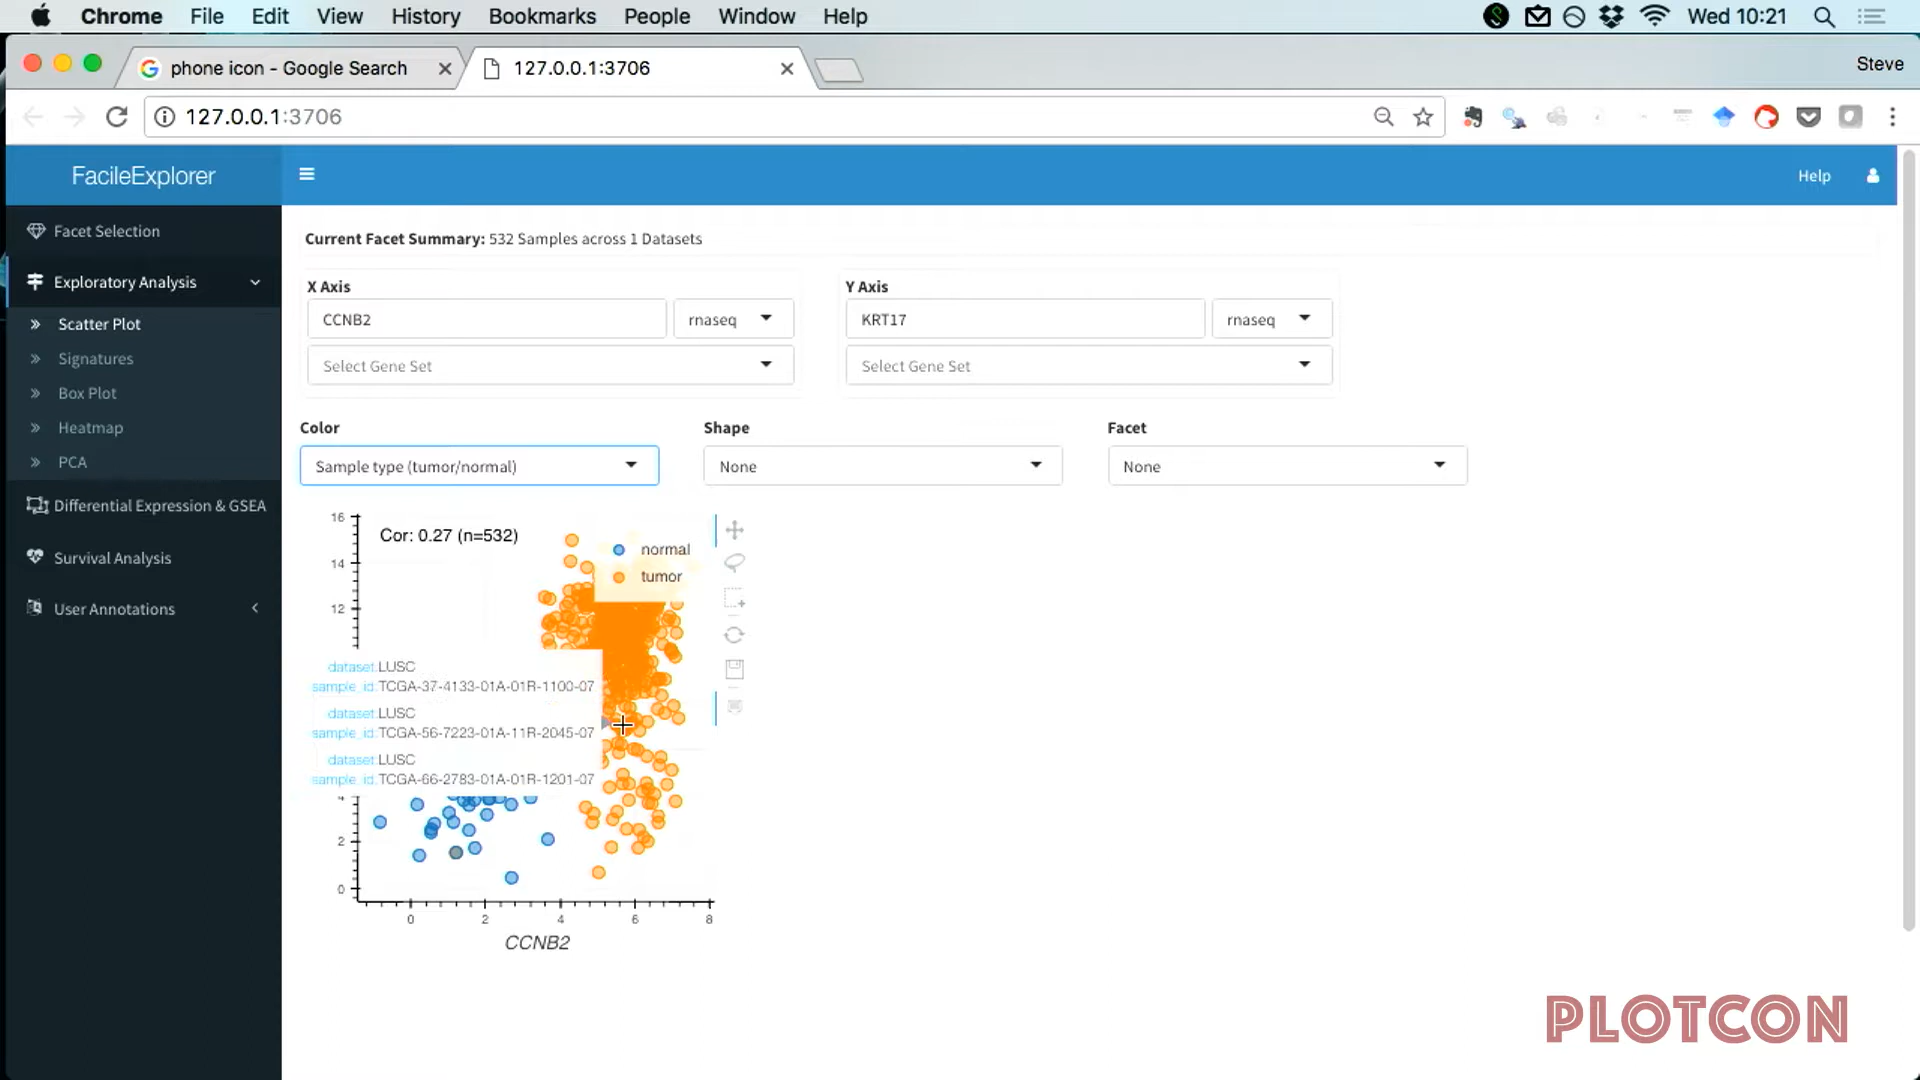 Chrome File Edit View History Bookmarks People Window Help Wed 10:21
phone icon - Google Search 127.0.0.1:3706 Steve
127.0.0.1:3706
FacileExplorer Help
Facet Selection
Exploratory Analysis
Scatter Plot
Signatures
Box Plot
Heatmap
PCA
Differential Expression & GSEA
Survival Analysis
User Annotations
Current Facet Summary: 532 Samples across 1 Datasets
X Axis Y Axis
CCNB2 rnaseq KRT17 rnaseq
Select Gene Set Select Gene Set
Color Shape Facet
Sample type (tumor/normal) None None
16
Cor: 0.27 (n=532)
normal
14
tumor
12
dataset:LUSC
sample_id:TCGA-37-4133-01A-01R-1100-07
dataset:LUSC
sample_id:TCGA-56-7223-01A-11R-2045-07
dataset:LUSC
sample_id:TCGA-66-2783-01A-01R-1201-07
4
2
0
0 2 4 6 8
CCNB2
PLOTCON